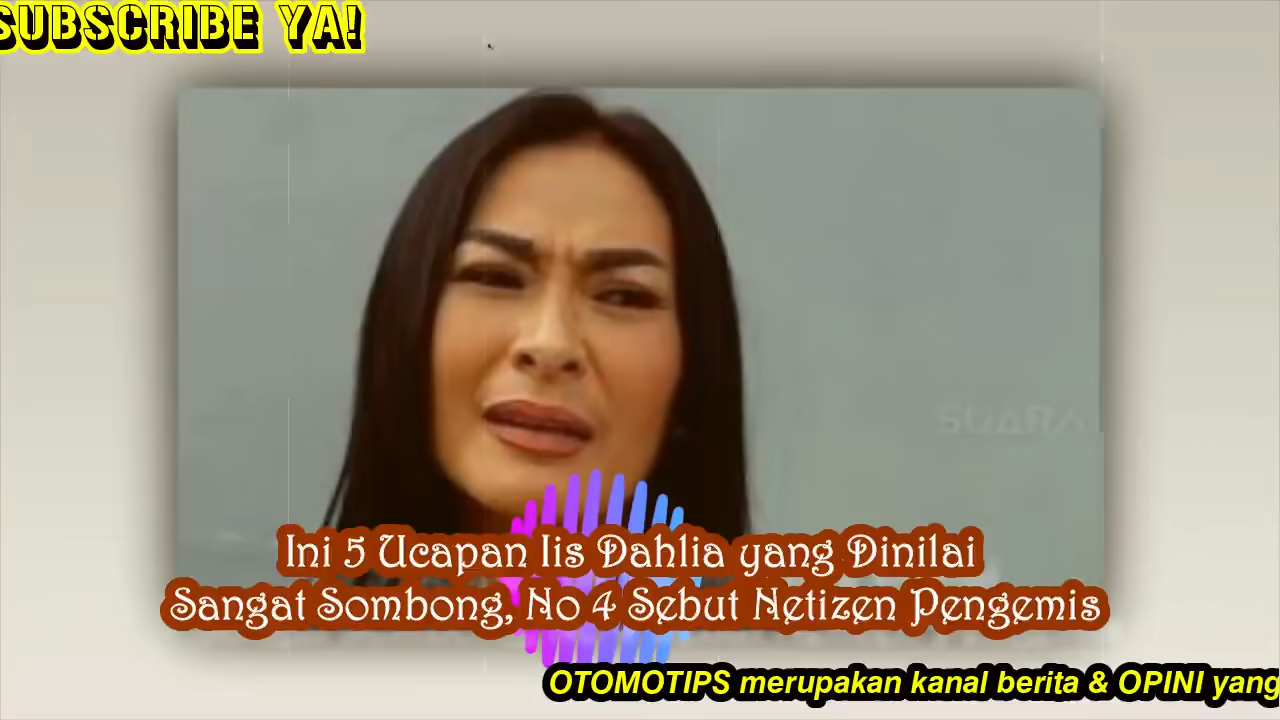 SUBSCRIBE YA!
SUARA
Ini 5 Ucapan Iis Dahlia yang Dinilai
Sangat Sombong, No 4 Sebut Netizen Pengemis
OTOMOTIPS merupakan kanal berita & OPINI yang